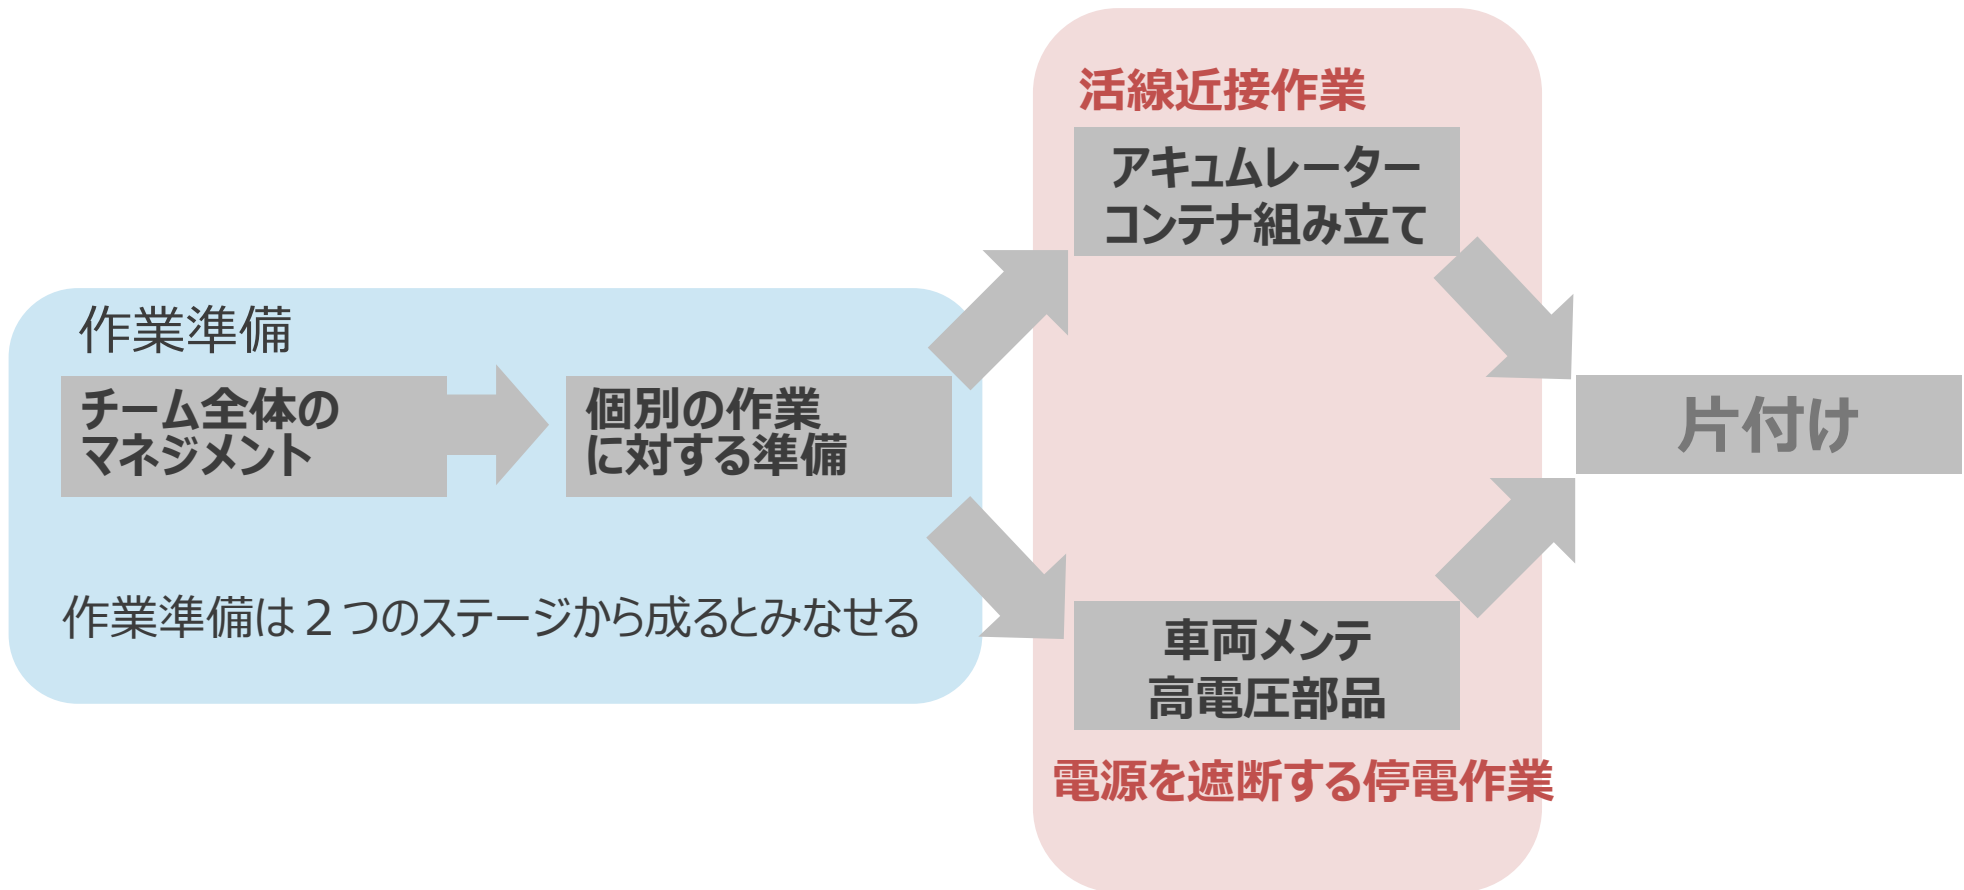 作業準備
チーム全体の
マネジメント
個別の作業
に対する準備
作業準備は２つのステージから成るとみなせる
活線近接作業
アキュムレーター
コンテナ組み立て
車両メンテ
高電圧部品
電源を遮断する停電作業
片付け